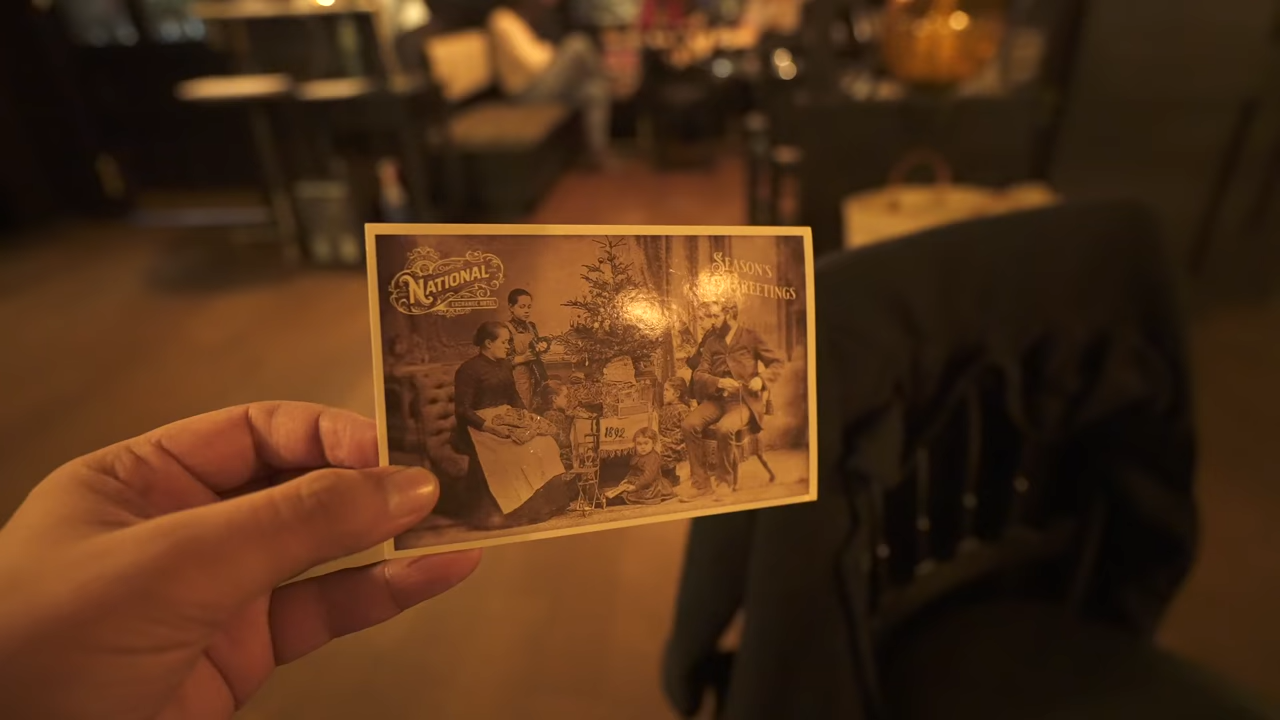 NATIONAL
EXCHANGE HOTEL
SEASON'S
GREETINGS
1892